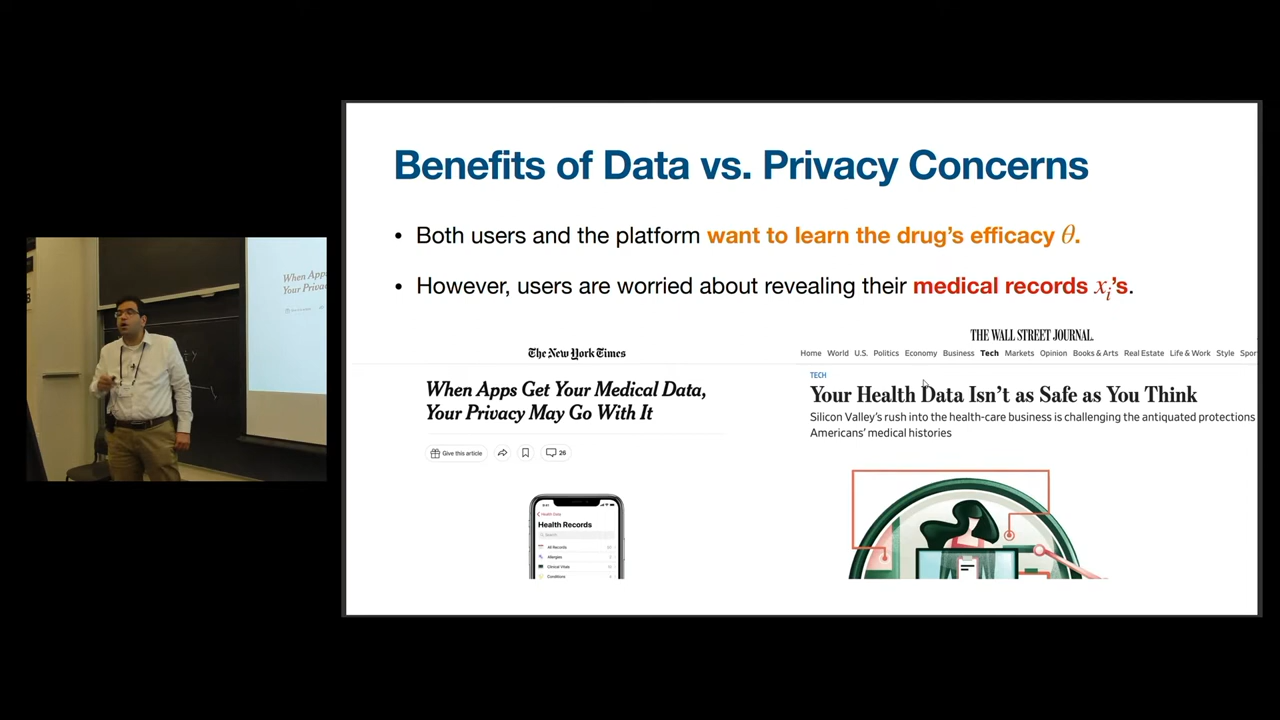 Benefits of Data vs. Privacy Concerns
• Both users and the platform want to learn the drug's efficacy θ.
• However, users are worried about revealing their medical records xᵢ's.
The New York Times
When Apps Get Your Medical Data,
Your Privacy May Go With It
Give this article
26
Health Data
Health Records
Search
All Records
Allergies
Clinical Vitals
Conditions
THE WALL STREET JOURNAL.
Home World U.S. Politics Economy Business Tech Markets Opinion Books & Arts Real Estate Life & Work Style Spor
TECH
Your Health Data Isn't as Safe as You Think
Silicon Valley's rush into the health-care business is challenging the antiquated protections
Americans' medical histories
When Apps
Your Priva